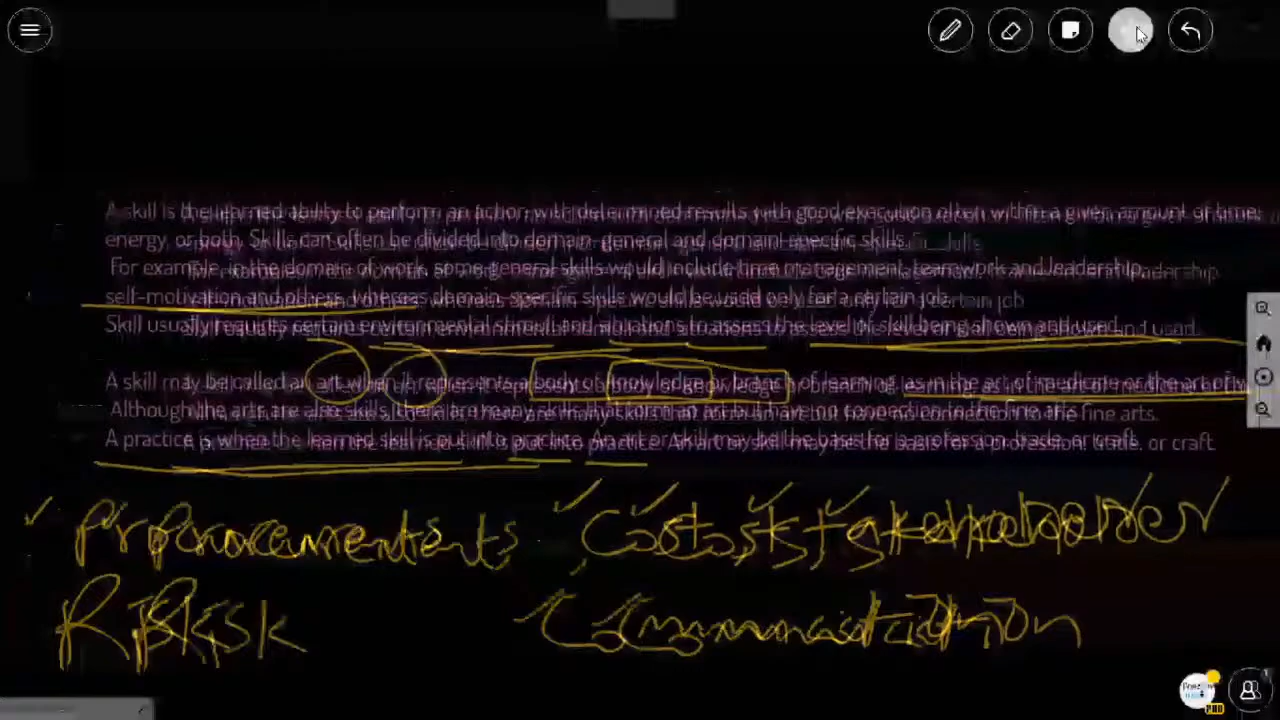 A skill is the learned ability to perform an action with determined results with good execution often within a given amount of time,
energy, or both. Skills can often be divided into domain-general and domain-specific skills.
For example, in the domain of work, some general skills would include time management, teamwork and leadership,
self-motivation and others, whereas domain-specific skills would be used only for a certain job.
Skill usually requires certain environmental stimuli and situations to assess the level of skill being shown and used.
A skill may be called an art when it represents a body of knowledge or branch of learning, as in the art of medicine or the art of
Although the arts are also skills, there are many skills that form an art but have no connection to the fine arts.
A practice is when the learned skill is put into practice. An art or skill may be the basis for a profession, trade, or craft.
Procurements, Costs, Stakeholder
Risk Communication